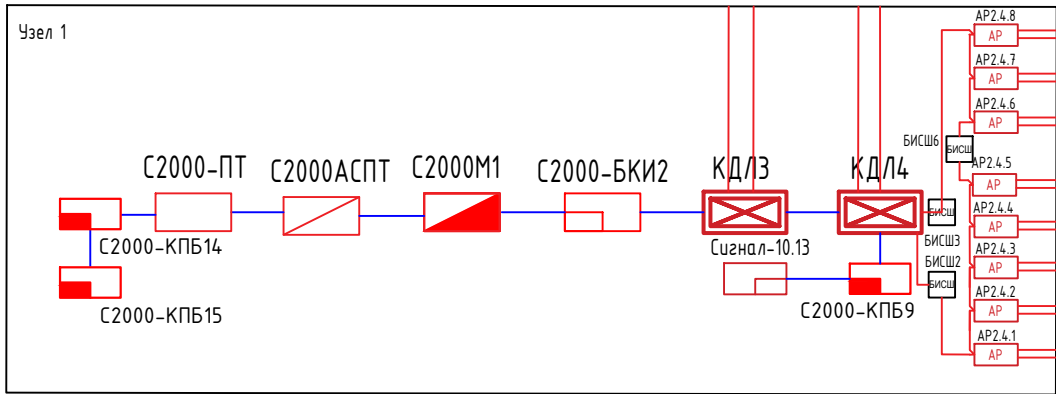 Узел 1
АР2.4.8
АР
АР2.4.7
АР
АР2.4.6
АР
БИСШ6
БИСШ
АР2.4.5
АР
С2000-ПТ
С2000АСПТ
С2000М1
С2000-БКИ2
КДЛ3
КДЛ4
БИСШ
АР2.4.4
АР
С2000-КПБ14
Сигнал-10.13
БИСШ3
БИСШ2
АР2.4.3
АР
БИСШ
С2000-КПБ15
С2000-КПБ9
АР2.4.2
АР
АР2.4.1
АР